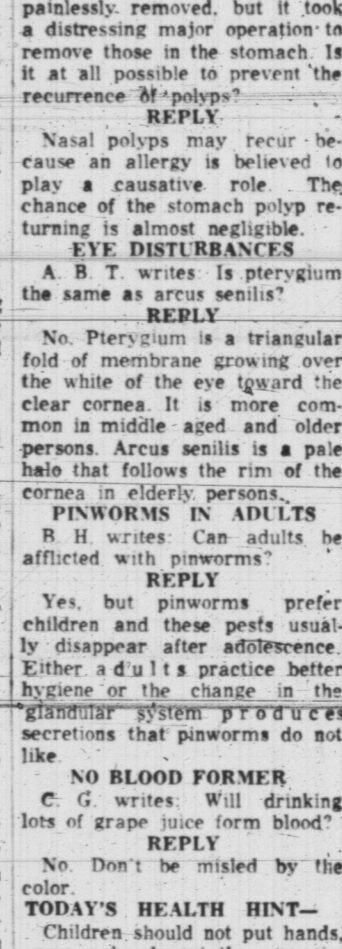 painlessly removed, but it took
a distressing major operation to
remove those in the stomach. Is
it at all possible to prevent the
recurrence of polyps?
REPLY
Nasal polyps may recur be-
cause an allergy is believed to
play a causative role. The
chance of the stomach polyp re-
turning is almost negligible.
EYE DISTURBANCES
A. B. T. writes: Is pterygium
the same as arcus senilis?
REPLY
No. Pterygium is a triangular
fold of membrane growing over
the white of the eye toward the
clear cornea. It is more com-
mon in middle aged and older
persons. Arcus senilis is a pale
halo that follows the rim of the
cornea in elderly persons.
PINWORMS IN ADULTS
B. H. writes: Can adults be
afflicted with pinworms?
REPLY
Yes, but pinworms prefer
children and these pests usual-
ly disappear after adolescence.
Either adults practice better
hygiene or the change in the
glandular system produces
secretions that pinworms do not
like.
NO BLOOD FORMER
C. G. writes: Will drinking
lots of grape juice form blood?
REPLY
No. Don't be misled by the
color.
TODAY'S HEALTH HINT—
Children should not put hands,